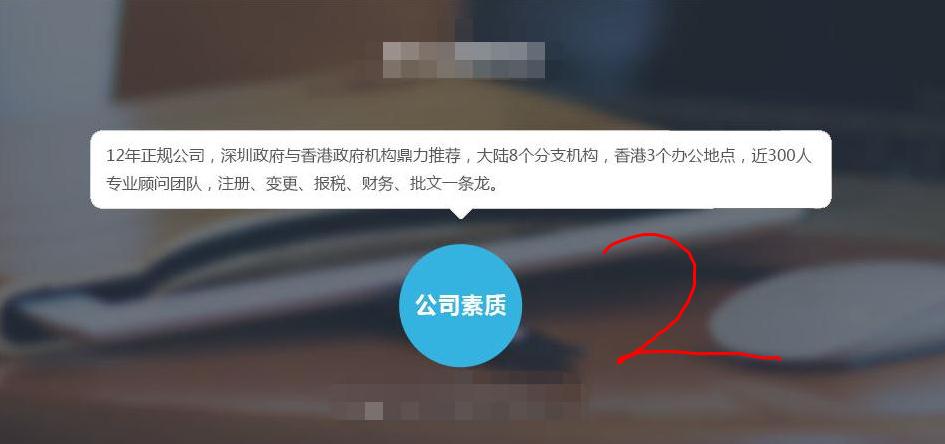 12年正规公司，深圳政府与香港政府机构鼎力推荐，大陆8个分支机构，香港3个办公地点，近300人
专业顾问团队，注册、变更、报税、财务、批文一条龙。
公司素质
2